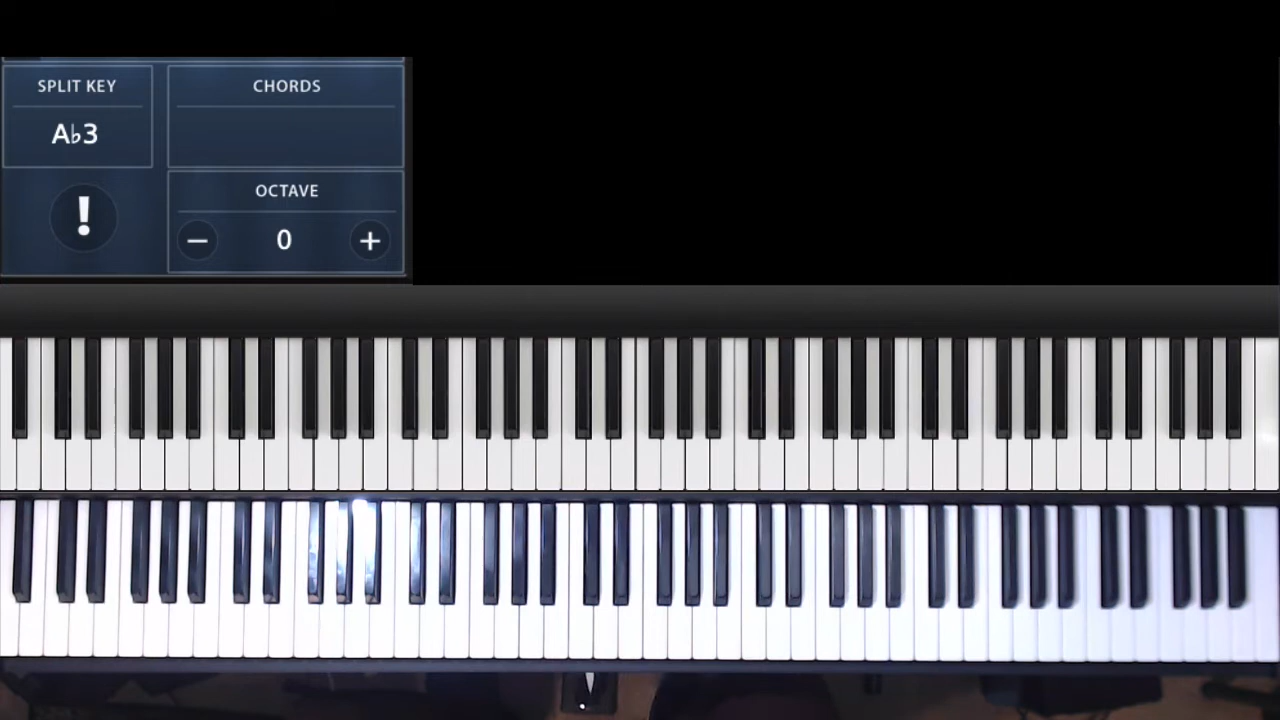 SPLIT KEY
A♭3
!
CHORDS
OCTAVE
− 0 +